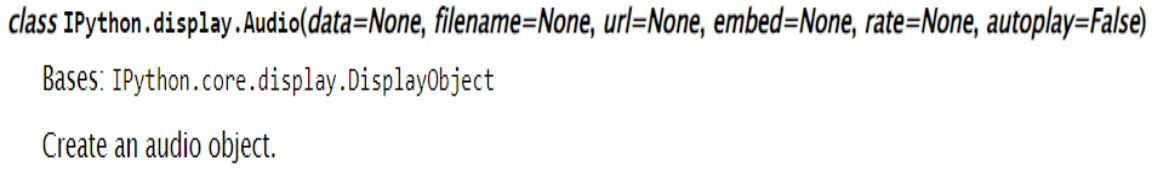 class IPython.display.Audio(data=None, filename=None, url=None, embed=None, rate=None, autoplay=False)
Bases: IPython.core.display.DisplayObject
Create an audio object.